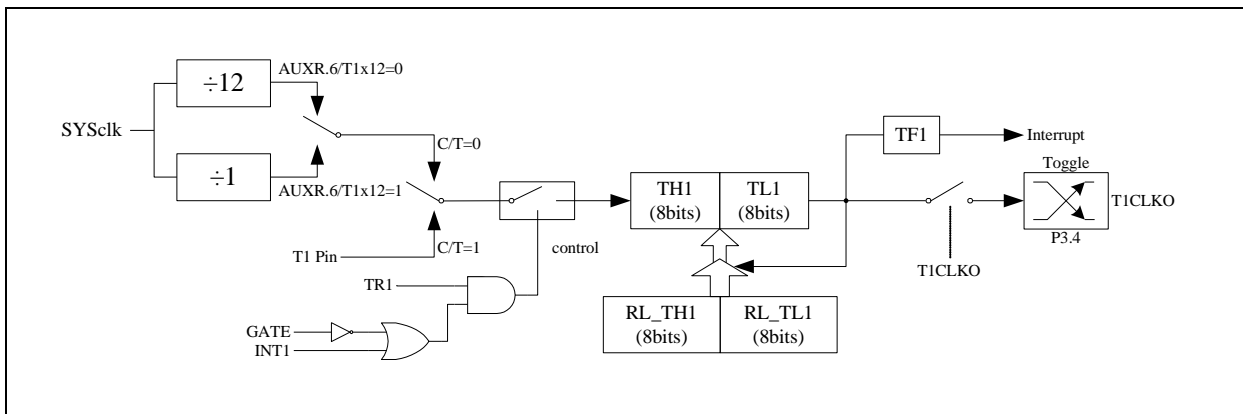 ÷12
AUXR.6/T1x12=0
SYSclk
÷1
AUXR.6/T1x12=1
C/T=0
C/T=1
T1 Pin
control
TR1
GATE
INT1
TH1
(8bits)
TL1
(8bits)
RL_TH1
(8bits)
RL_TL1
(8bits)
TF1
Interrupt
Toggle
T1CLKO
P3.4
T1CLKO